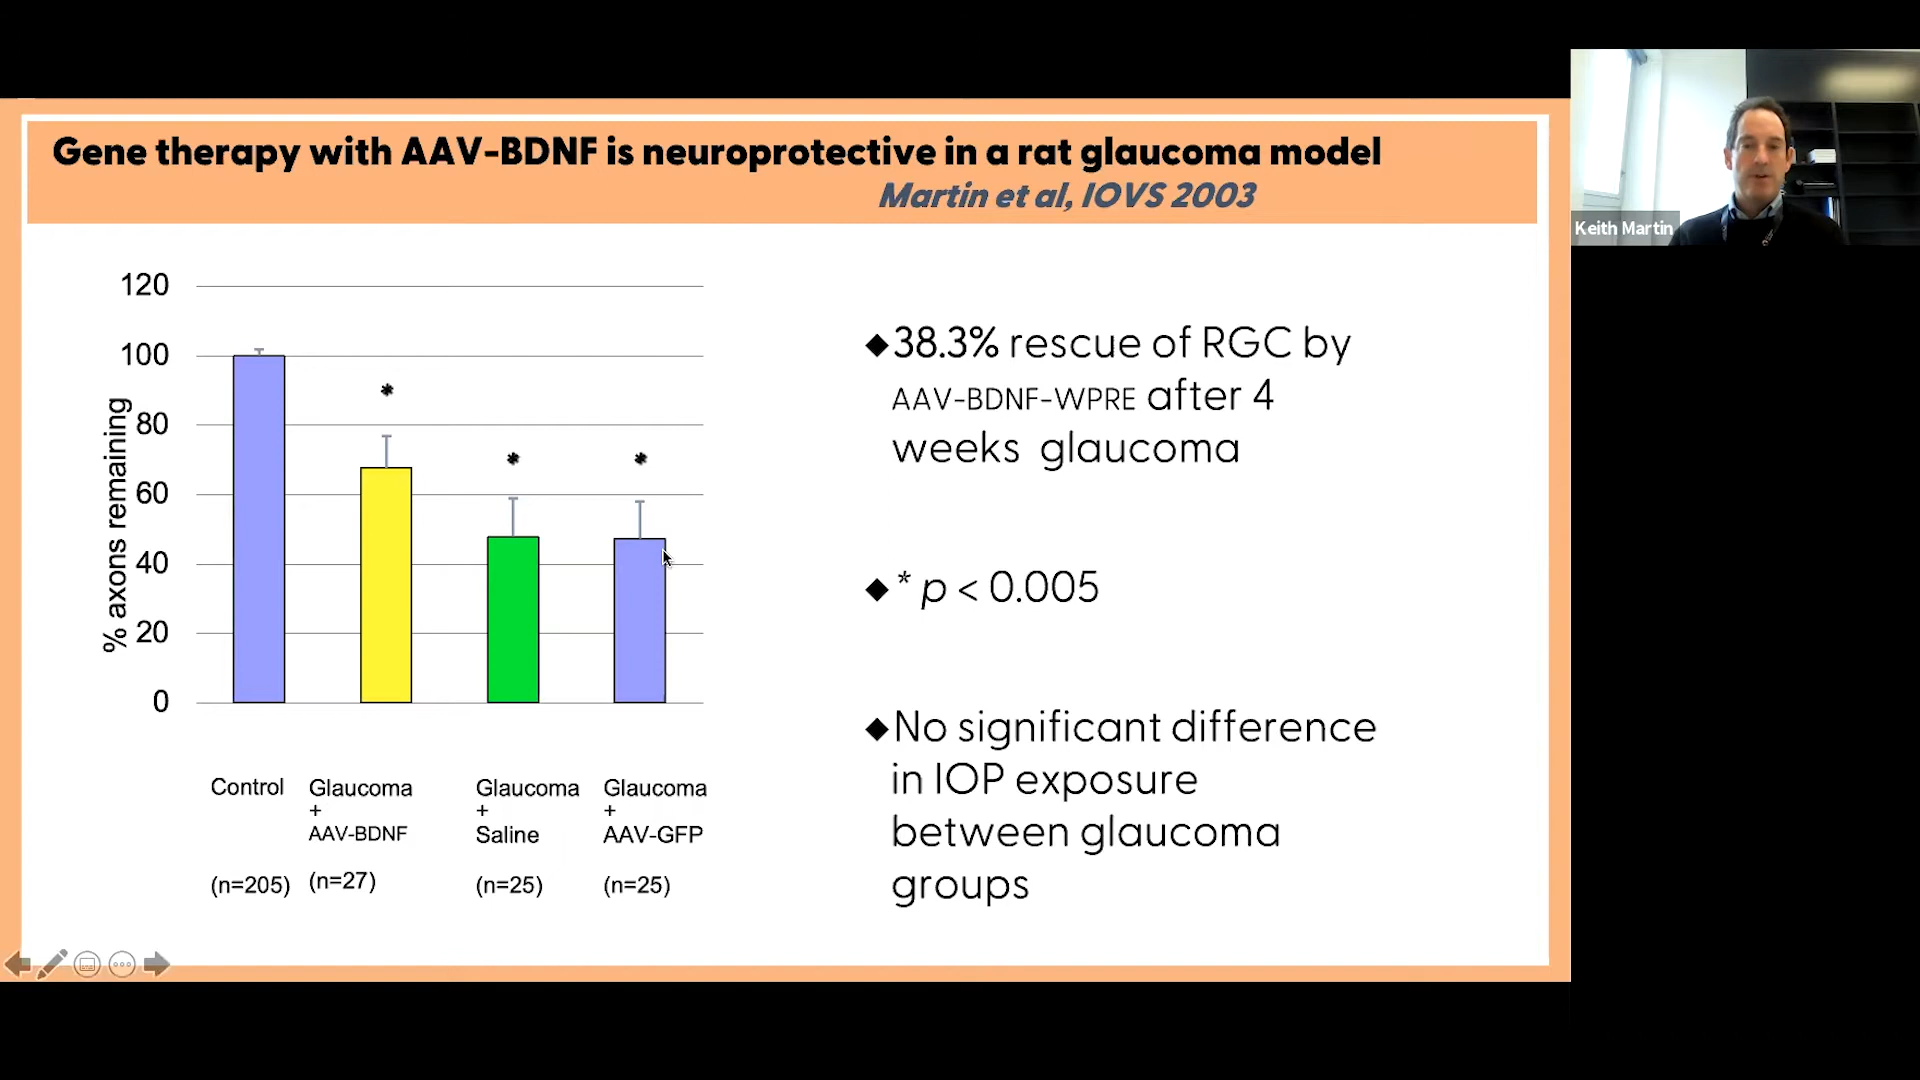 Gene therapy with AAV-BDNF is neuroprotective in a rat glaucoma model
Martin et al, IOVS 2003
Keith Martin
% axons remaining
120
100
80
60
40
20
0
*
*
*
Control
(n=205)
Glaucoma
+
AAV-BDNF
(n=27)
Glaucoma
+
Saline
(n=25)
Glaucoma
+
AAV-GFP
(n=25)
◆38.3% rescue of RGC by
AAV-BDNF-WPRE after 4
weeks glaucoma
◆* p < 0.005
◆No significant difference
in IOP exposure
between glaucoma
groups